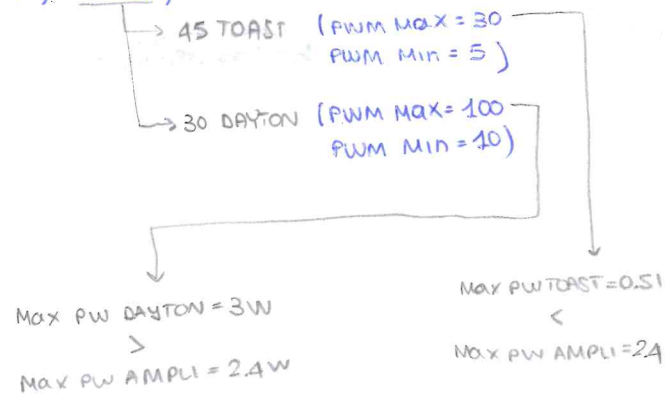 45 TOAST (PWM Max = 30
PWM Min = 5)
30 DAYTON (PWM Max = 100
PWM Min = 10)
Max PW DAYTON = 3W
>
Max PW AMPLI = 2.4W
Max PW TOAST = 0.51
<
Max PW AMPLI = 2.4